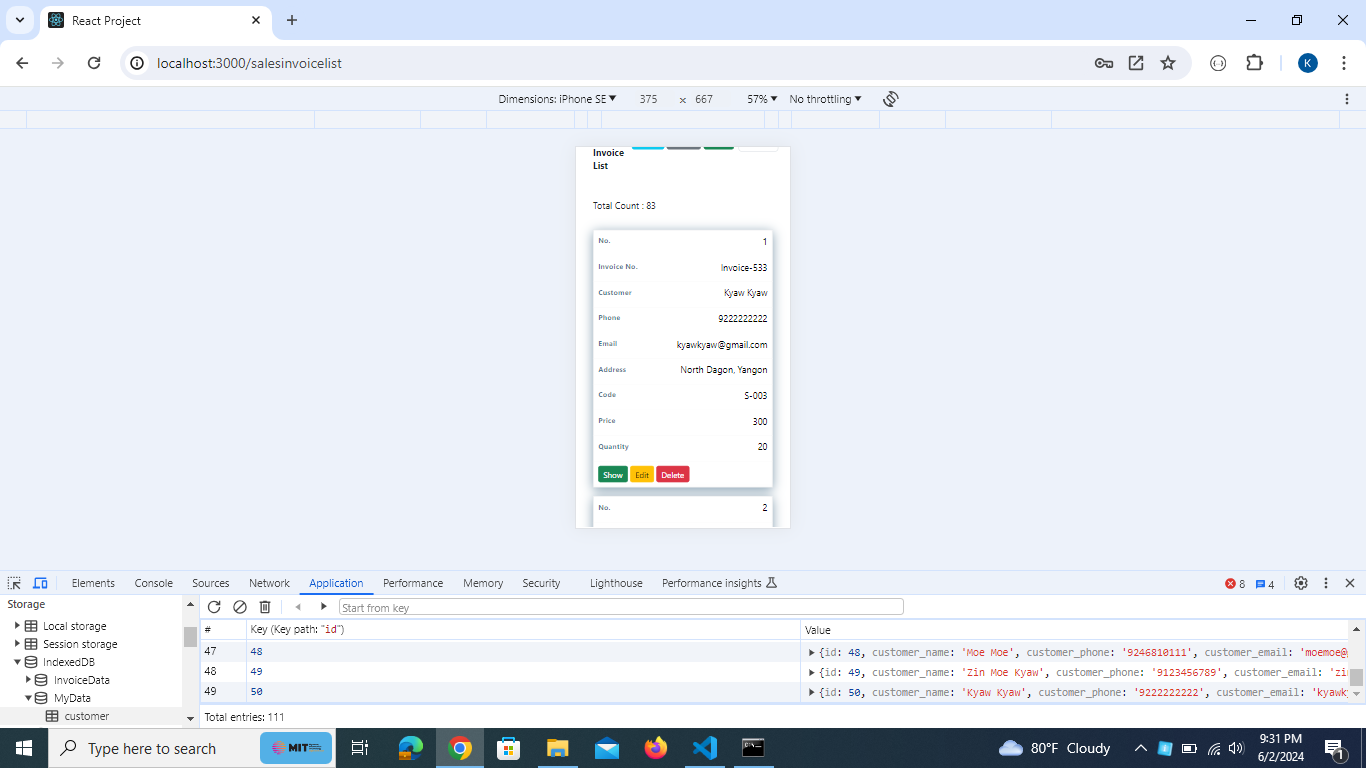 React Project
localhost:3000/salesinvoicelist
K
Dimensions: iPhone SE 375 × 667 57% No throttling
Invoice
List
Total Count : 83
No. 1
Invoice No. Invoice-533
Customer Kyaw Kyaw
Phone 9222222222
Email kyawkyaw@gmail.com
Address North Dagon, Yangon
Code S-003
Price 300
Quantity 20
Show Edit Delete
No. 2
Elements Console Sources Network Application Performance Memory Security Lighthouse Performance insights 8 4
Storage
Local storage
Session storage
IndexedDB
InvoiceData
MyData
customer
Start from key
# Key (Key path: "id") Value
47 48 {id: 48, customer_name: 'Moe Moe', customer_phone: '9246810111', customer_email: 'moemoe@
48 49 {id: 49, customer_name: 'Zin Moe Kyaw', customer_phone: '9123456789', customer_email: 'zi
49 50 {id: 50, customer_name: 'Kyaw Kyaw', customer_phone: '9222222222', customer_email: 'kyawky
Total entries: 111
Type here to search
MIT
80°F Cloudy
9:31 PM
6/2/2024
1